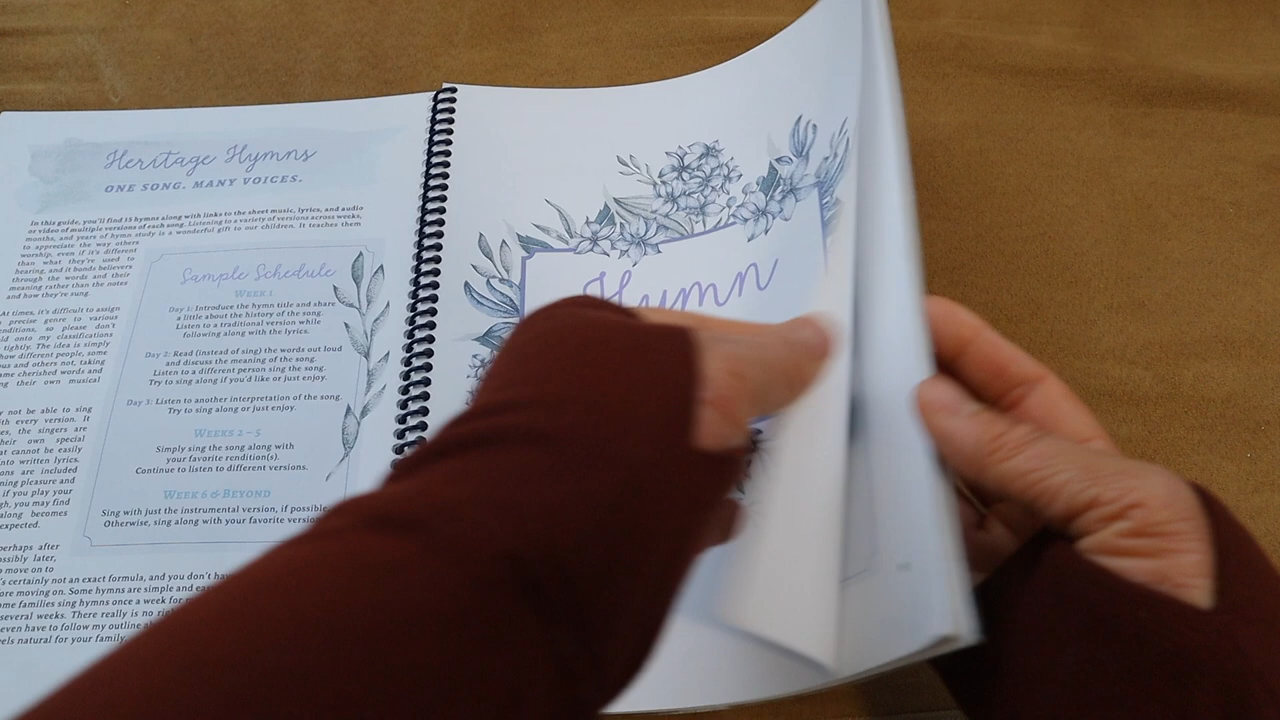 Heritage Hymns
ONE SONG. MANY VOICES.
In this guide, you'll find 13 hymns along with links to the sheet music, lyrics, and audio
or video of multiple versions of each song. Listening to a variety of versions across weeks,
months, and years of hymn study is a wonderful gift to our children. It teaches them
to appreciate the way others
worship, even if it's different
than what they're used to
hearing, and it bonds believers
through the words and their
meaning rather than the notes
and how they're sung.
At times, it's difficult to assign
precise genre to various
so please don't
onto my classifications
tightly. The idea is simply
how different people, some
and others not, taking
same cherished words and
their own musical
not be able to sing
with every version. It
the singers are
their own special
that cannot be easily
into written lyrics.
are included
pleasure and
if you play your
you may find
along becomes
expected.
perhaps after
possibly later,
move on to
certainly not an exact formula, and you don't
before moving on. Some hymns are simple and
some families sing hymns once a week for
several weeks. There really is no
even have to follow my outline
feels natural for your family.
Sample Schedule
WEEK 1
Day 1: Introduce the hymn title and share
a little about the history of the song.
Listen to a traditional version while
following along with the lyrics.
Day 2: Read (instead of sing) the words out loud
and discuss the meaning of the song.
Listen to a different person sing the song.
Try to sing along if you'd like or just enjoy.
Day 3: Listen to another interpretation of the song.
Try to sing along or just enjoy.
WEEKS 2 – 5
Simply sing the song along with
your favorite rendition(s).
Continue to listen to different versions.
WEEK 6 & BEYOND
Sing with just the instrumental version, if possible.
Otherwise, sing along with your favorite
Hymn